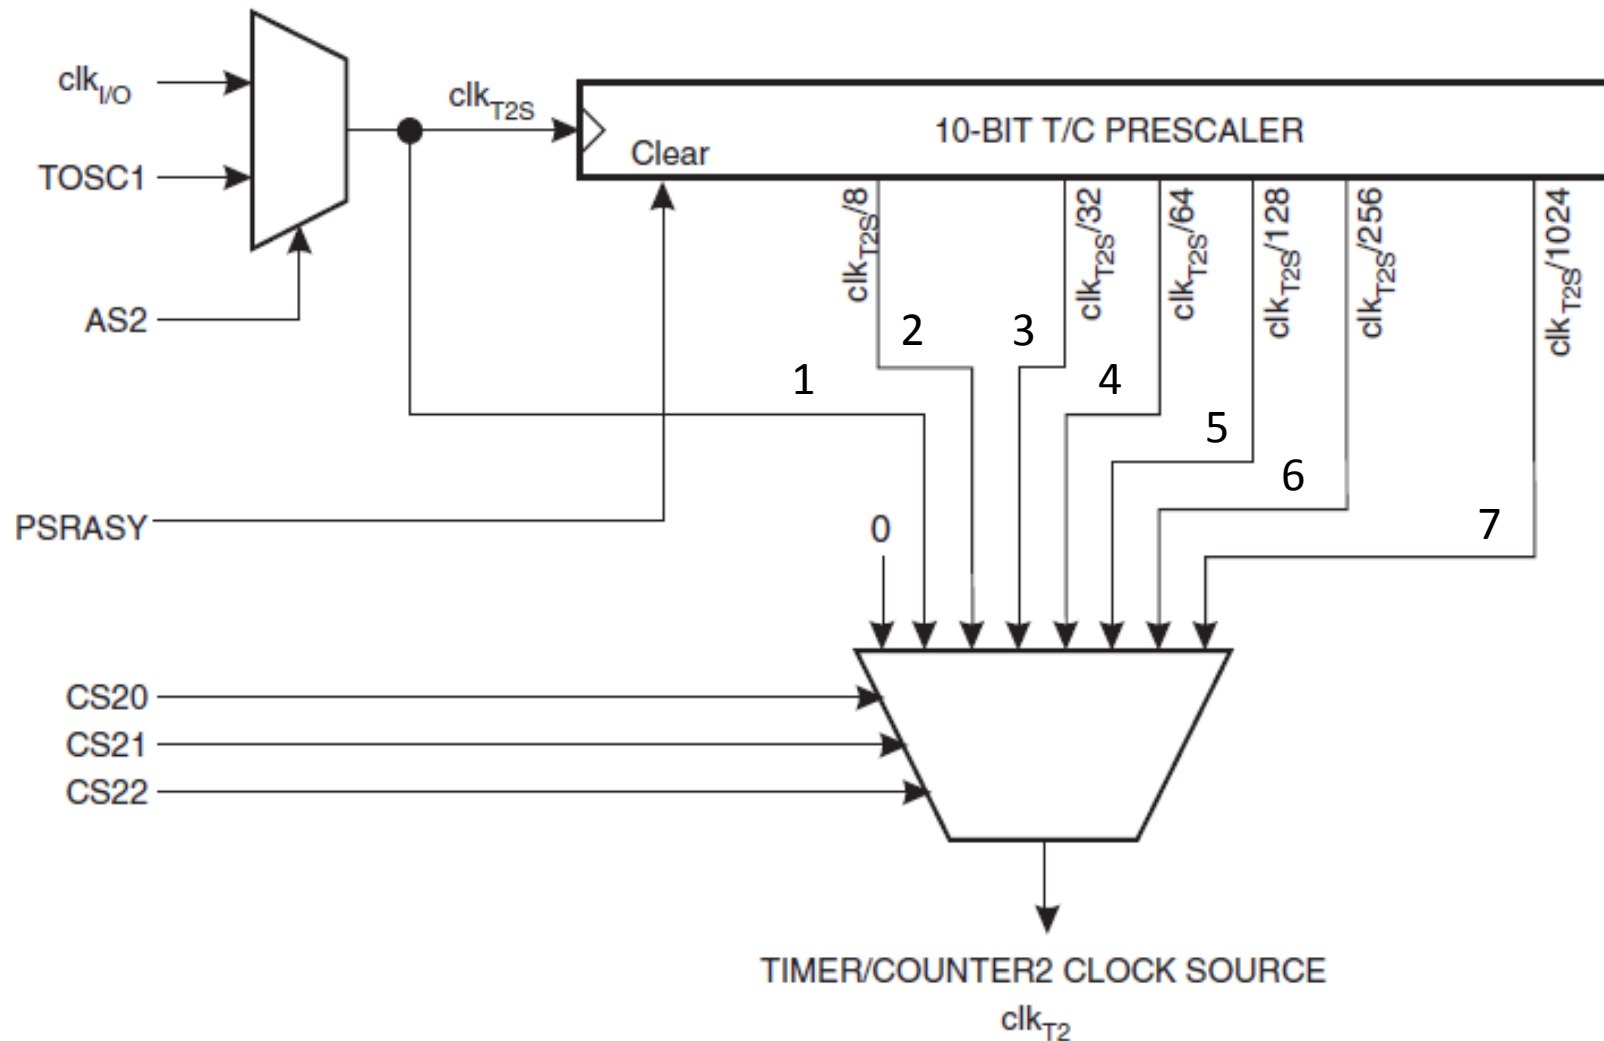 clkI/O
clkT2S
10-BIT T/C PRESCALER
Clear
TOSC1
clkT2S/8
clkT2S/32
clkT2S/64
clkT2S/128
clkT2S/256
clkT2S/1024
AS2
2
3
1
4
5
6
PSRASY
0
7
CS20
CS21
CS22
TIMER/COUNTER2 CLOCK SOURCE
clkT2